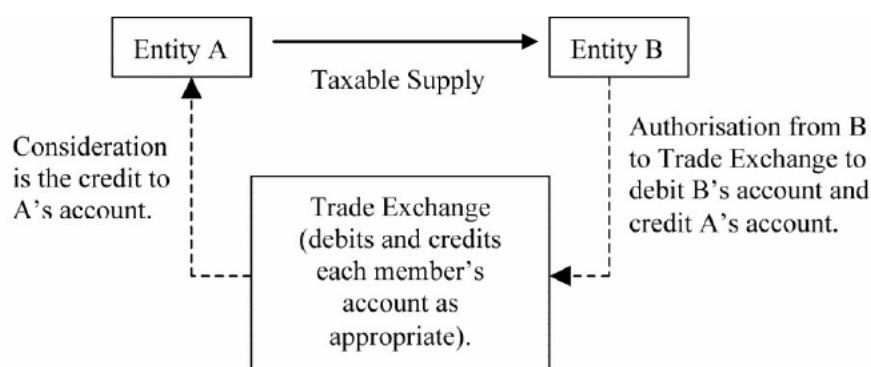 Entity A
Entity B
Taxable Supply
Consideration
is the credit to
A’s account.
Authorisation from B
to Trade Exchange to
debit B’s account and
credit A’s account.
Trade Exchange
(debits and credits
each member’s
account as
appropriate).